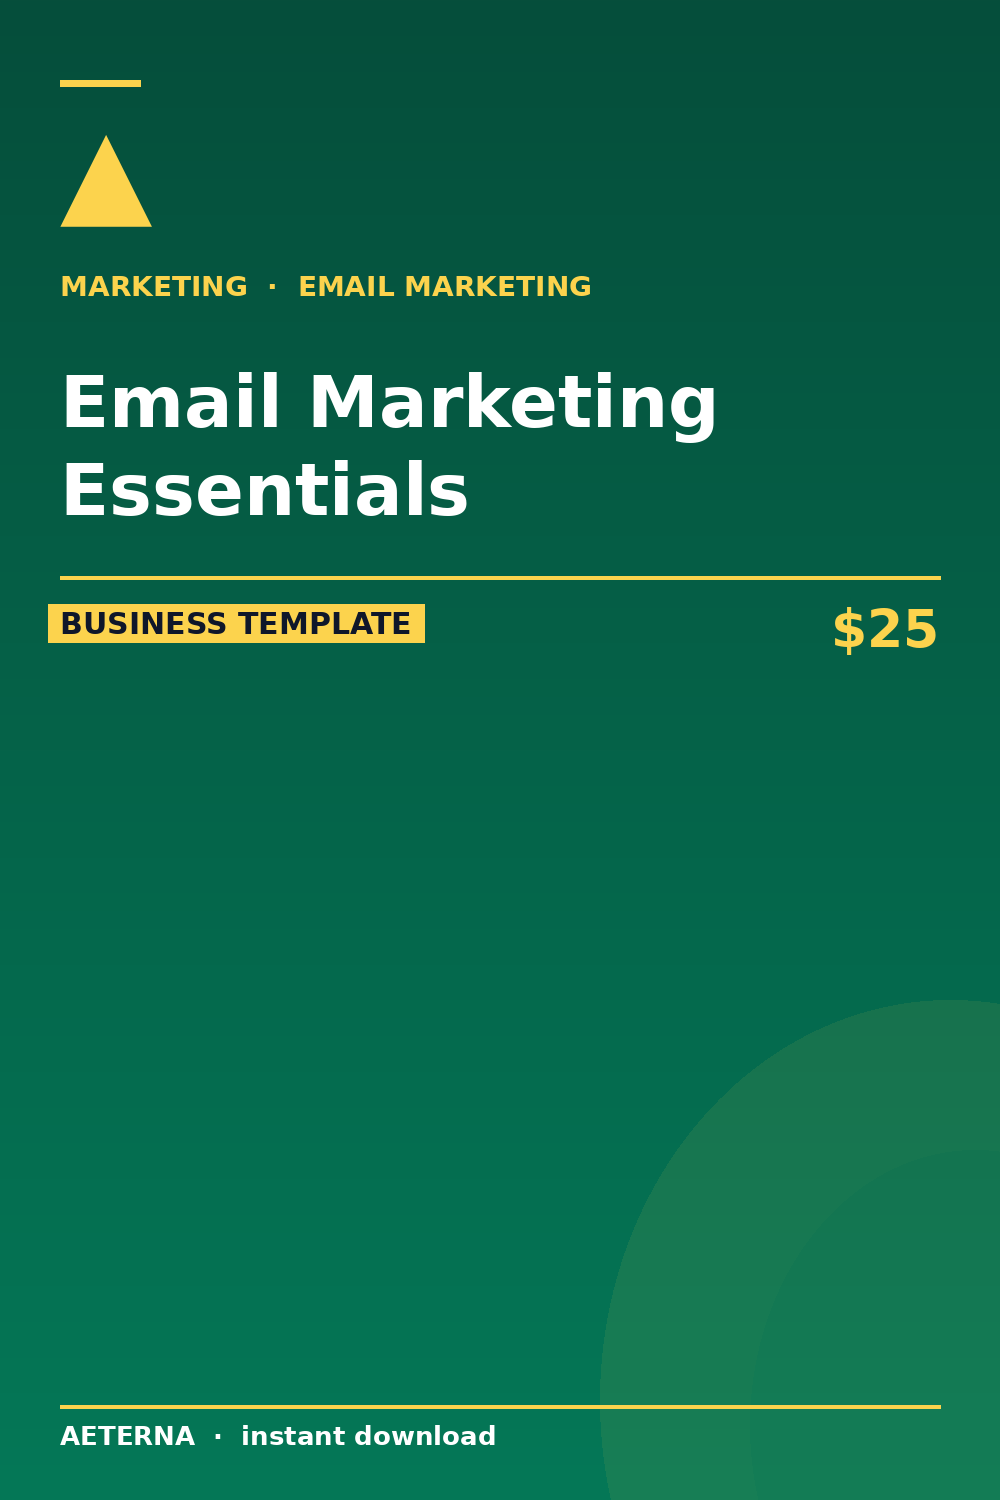 MARKETING · EMAIL MARKETING
Email Marketing
Essentials
BUSINESS TEMPLATE
$25
AETERNA · instant download